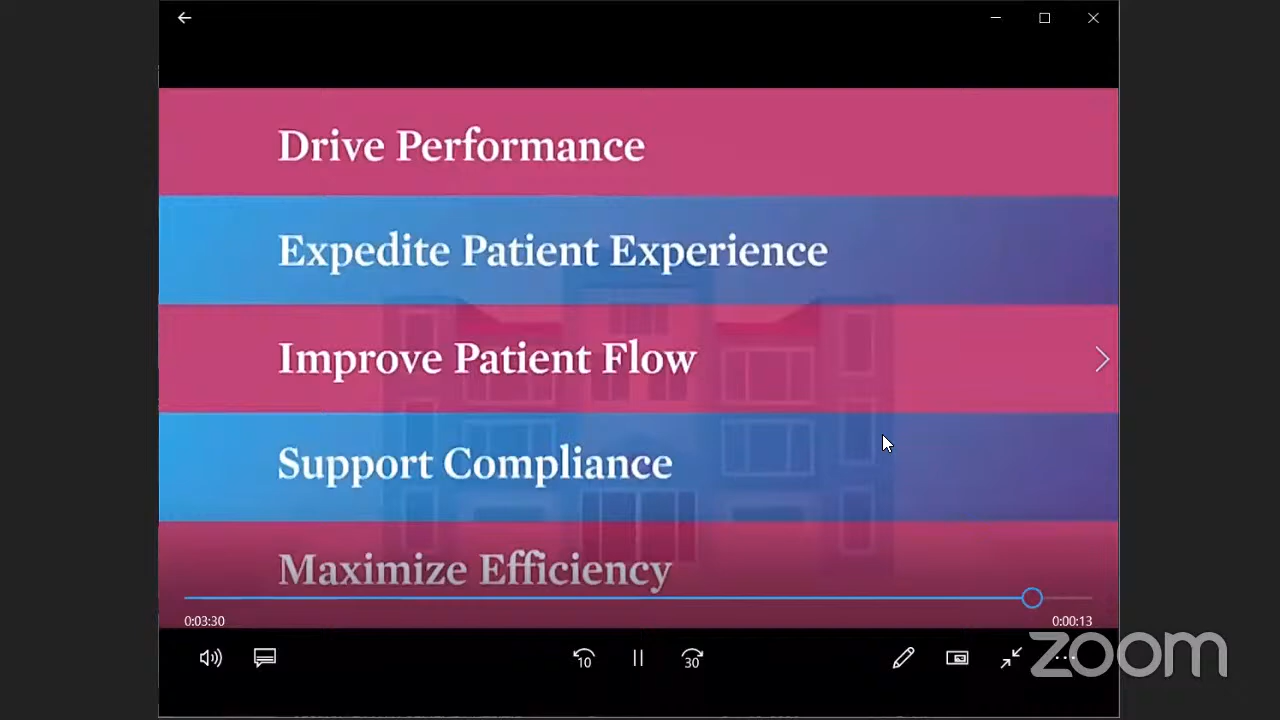 Drive Performance
Expedite Patient Experience
Improve Patient Flow
Support Compliance
Maximize Efficiency
0:03:30
0:00:13
10
30
zoom